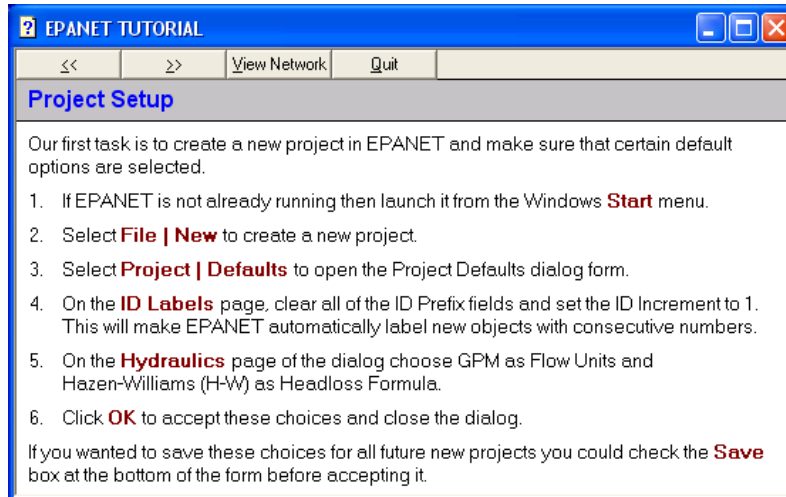 EPANET TUTORIAL
<< >> View Network Quit
Project Setup
Our first task is to create a new project in EPANET and make sure that certain default
options are selected.
1. If EPANET is not already running then launch it from the Windows Start menu.
2. Select File | New to create a new project.
3. Select Project | Defaults to open the Project Defaults dialog form.
4. On the ID Labels page, clear all of the ID Prefix fields and set the ID Increment to 1.
This will make EPANET automatically label new objects with consecutive numbers.
5. On the Hydraulics page of the dialog choose GPM as Flow Units and
Hazen-Williams (H-W) as Headloss Formula.
6. Click OK to accept these choices and close the dialog.
If you wanted to save these choices for all future new projects you could check the Save
box at the bottom of the form before accepting it.